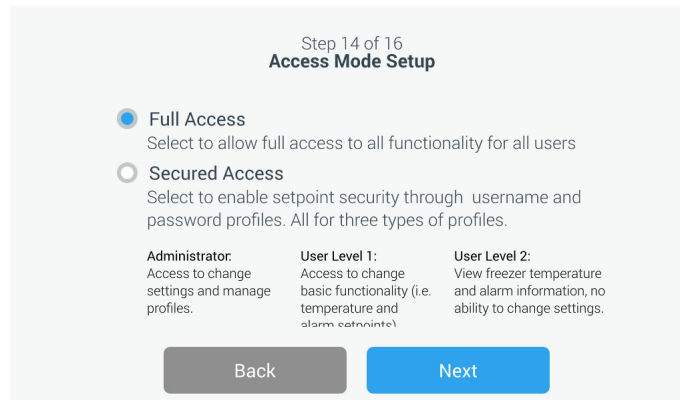 Step 14 of 16
Access Mode Setup
Full Access
Select to allow full access to all functionality for all users
Secured Access
Select to enable setpoint security through username and
password profiles. All for three types of profiles.
Administrator:
Access to change
settings and manage
profiles.
User Level 1:
Access to change
basic functionality (i.e.
temperature and
alarm setpoints)
User Level 2:
View freezer temperature
and alarm information, no
ability to change settings.
Back
Next